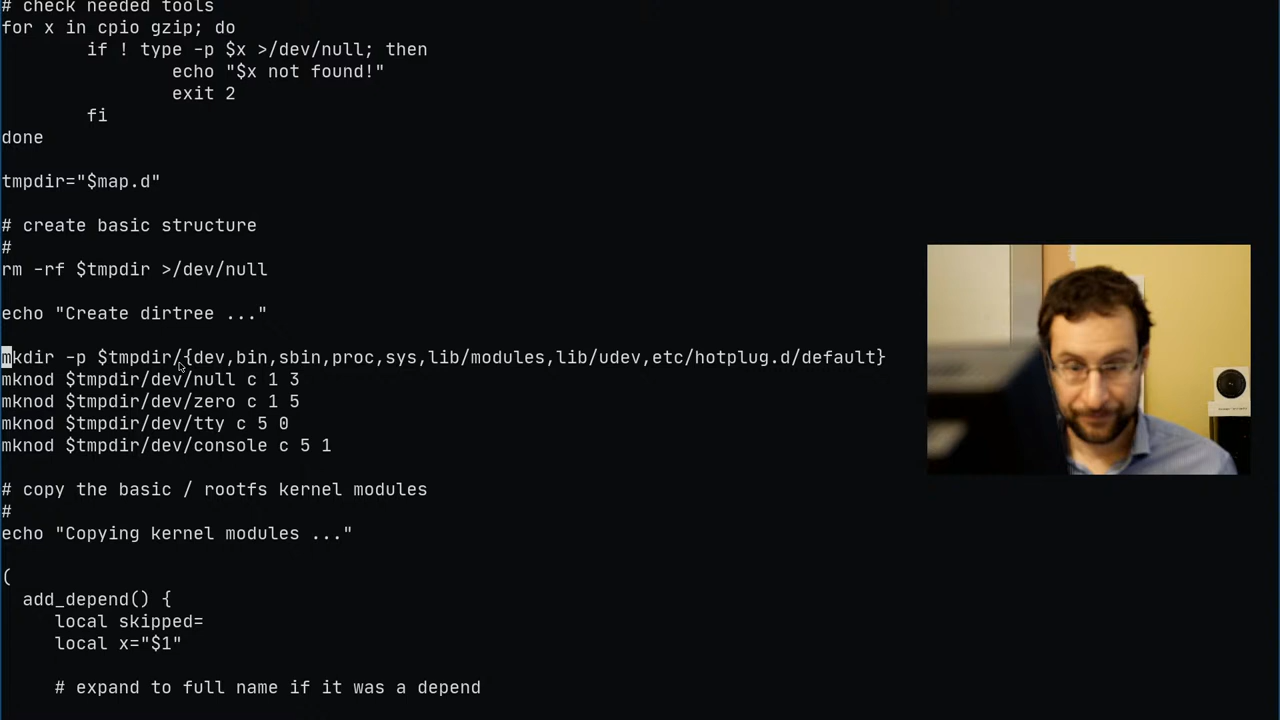 # check needed tools
for x in cpio gzip; do
if ! type -p $x >/dev/null; then
echo "$x not found!"
exit 2
fi
done
tmpdir="$map.d"
# create basic structure
#
rm -rf $tmpdir >/dev/null
echo "Create dirtree ..."
mkdir -p $tmpdir/{dev,bin,sbin,proc,sys,lib/modules,lib/udev,etc/hotplug.d/default}
mknod $tmpdir/dev/null c 1 3
mknod $tmpdir/dev/zero c 1 5
mknod $tmpdir/dev/tty c 5 0
mknod $tmpdir/dev/console c 5 1
# copy the basic / rootfs kernel modules
#
echo "Copying kernel modules ..."
(
add_depend() {
local skipped=
local x="$1"
# expand to full name if it was a depend